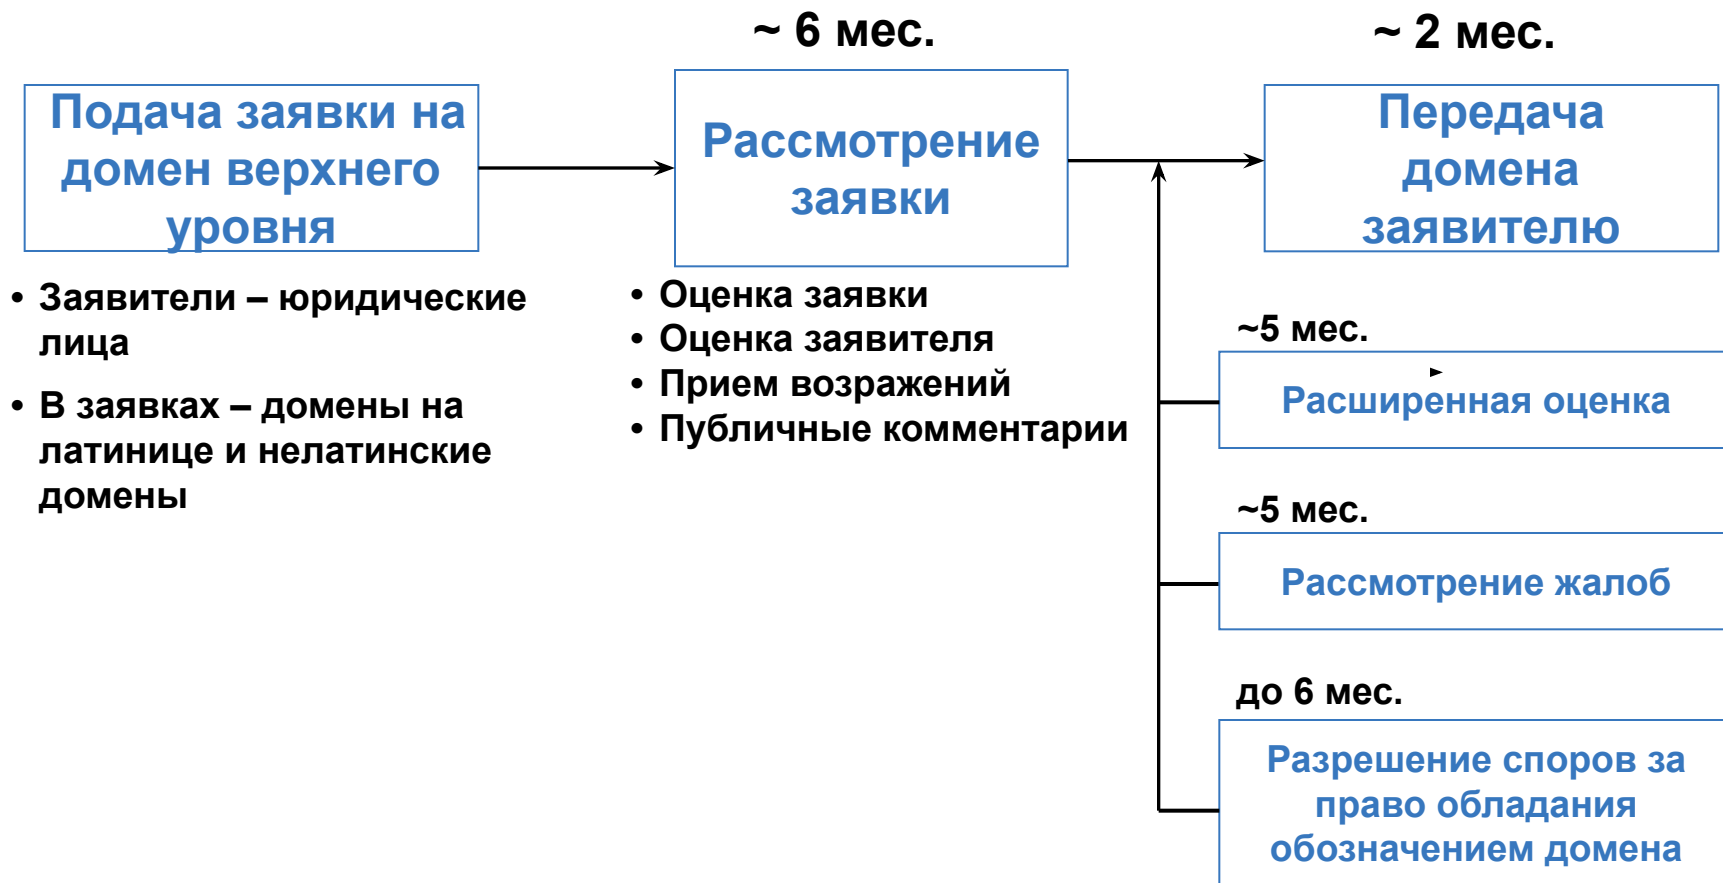 ~ 6 мес.
~ 2 мес.
Подача заявки на
домен верхнего
уровня
Рассмотрение
заявки
Передача
домена
заявителю
• Заявители – юридические
лица
• В заявках – домены на
латинице и нелатинские
домены
• Оценка заявки
• Оценка заявителя
• Прием возражений
• Публичные комментарии
~5 мес.
Расширенная оценка
~5 мес.
Рассмотрение жалоб
до 6 мес.
Разрешение споров за
право обладания
обозначением домена